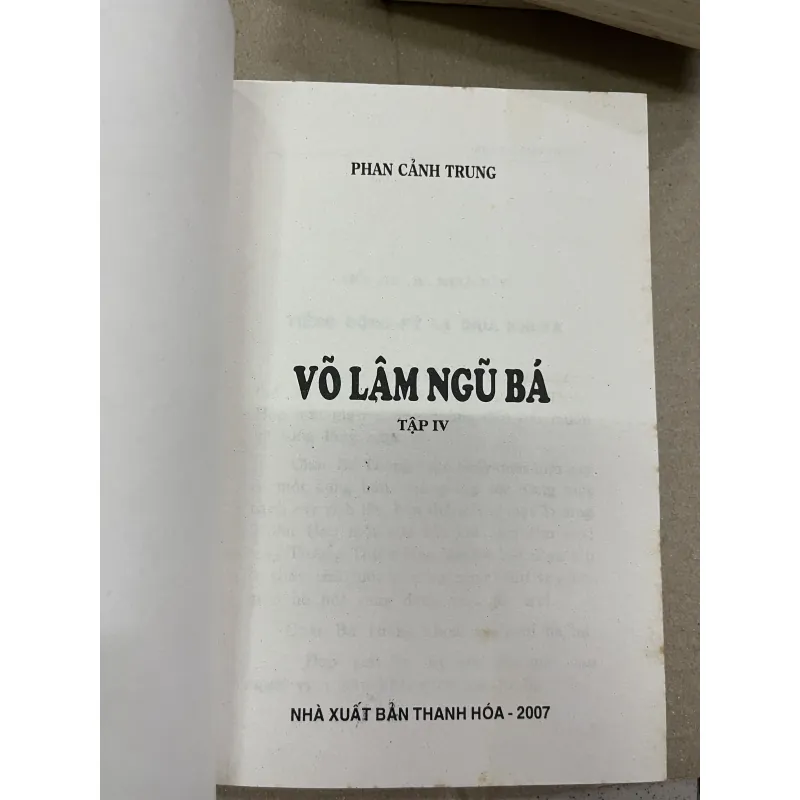 PHAN CẢNH TRUNG
VÕ LÂM NGŨ BÁ
TẬP IV
NHÀ XUẤT BẢN THANH HÓA - 2007